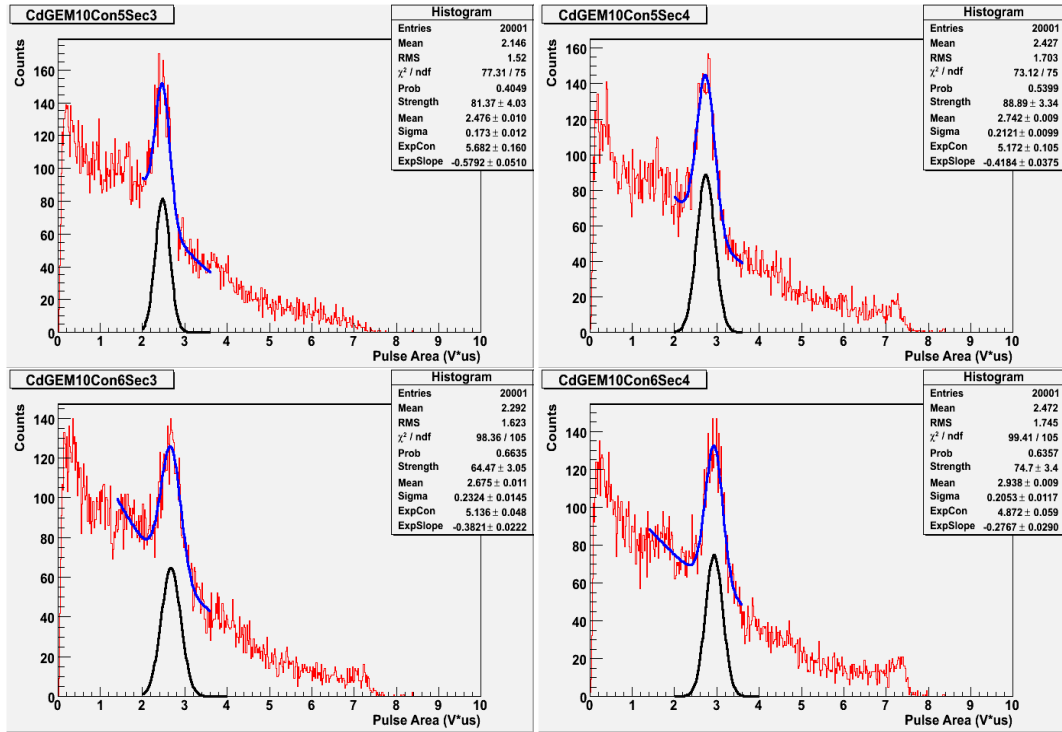 CdGEM10Con5Sec3
Histogram
Entries 20001
Mean 2.146
RMS 1.52
χ² / ndf 77.31 / 75
Prob 0.4049
Strength 81.37 ± 4.03
Mean 2.476 ± 0.010
Sigma 0.173 ± 0.012
ExpCon 5.682 ± 0.160
ExpSlope -0.5792 ± 0.0510
Counts
160
140
120
100
80
60
40
20
0
0 1 2 3 4 5 6 7 8 9 10
Pulse Area (V*us)
CdGEM10Con5Sec4
Histogram
Entries 20001
Mean 2.427
RMS 1.703
χ² / ndf 73.12 / 75
Prob 0.5399
Strength 88.89 ± 3.34
Mean 2.742 ± 0.009
Sigma 0.2121 ± 0.0099
ExpCon 5.172 ± 0.105
ExpSlope -0.4184 ± 0.0375
Counts
160
140
120
100
80
60
40
20
0
0 1 2 3 4 5 6 7 8 9 10
Pulse Area (V*us)
CdGEM10Con6Sec3
Histogram
Entries 20001
Mean 2.292
RMS 1.623
χ² / ndf 98.36 / 105
Prob 0.6635
Strength 64.47 ± 3.05
Mean 2.675 ± 0.011
Sigma 0.2324 ± 0.0145
ExpCon 5.136 ± 0.048
ExpSlope -0.3821 ± 0.0222
Counts
140
120
100
80
60
40
20
0
0 1 2 3 4 5 6 7 8 9 10
Pulse Area (V*us)
CdGEM10Con6Sec4
Histogram
Entries 20001
Mean 2.472
RMS 1.745
χ² / ndf 99.41 / 105
Prob 0.6357
Strength 74.7 ± 3.4
Mean 2.938 ± 0.009
Sigma 0.2053 ± 0.0117
ExpCon 4.872 ± 0.059
ExpSlope -0.2767 ± 0.0290
Counts
140
120
100
80
60
40
20
0
0 1 2 3 4 5 6 7 8 9 10
Pulse Area (V*us)